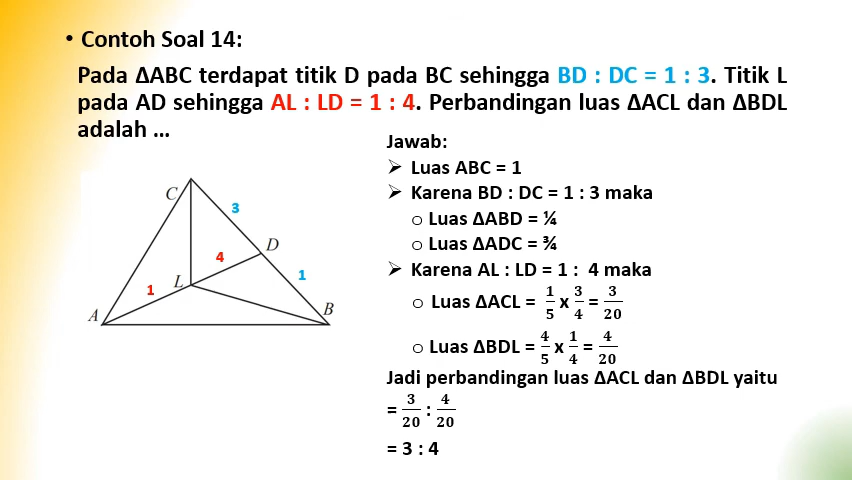 • Contoh Soal 14:
Pada ΔABC terdapat titik D pada BC sehingga BD : DC = 1 : 3. Titik L
pada AD sehingga AL : LD = 1 : 4. Perbandingan luas ΔACL dan ΔBDL
adalah ...
Jawab:
➢ Luas ABC = 1
➢ Karena BD : DC = 1 : 3 maka
o Luas ΔABD = ¼
o Luas ΔADC = ¾
➢ Karena AL : LD = 1 : 4 maka
o Luas ΔACL = 1/5 x 3/4 = 3/20
o Luas ΔBDL = 4/5 x 1/4 = 4/20
Jadi perbandingan luas ΔACL dan ΔBDL yaitu
= 3/20 : 4/20
= 3 : 4
C
3
D
4
1
L
1
B
A